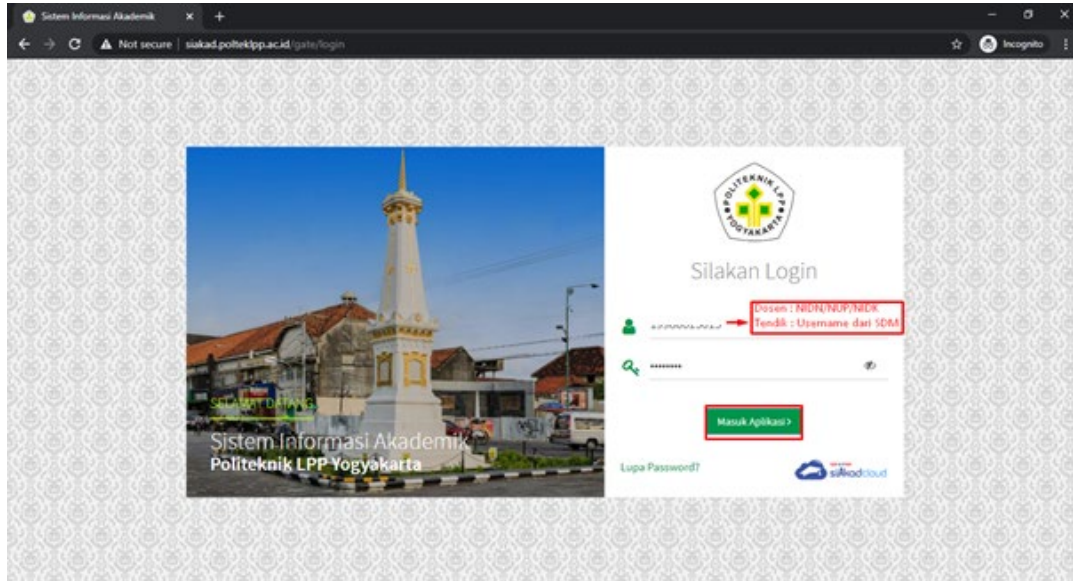 Sistem Informasi Akademik
Not secure
siakad.polteklpp.ac.id/gate/login
Incognito
POLITEKNIK LPP
YOGYAKARTA
Silakan Login
Dosen : NIDN/NUP/NIDK
Tendik : Username dari SDM
Masuk Aplikasi >
Lupa Password?
siAkadcloud
SELAMAT DATANG
Sistem Informasi Akademik
Politeknik LPP Yogyakarta